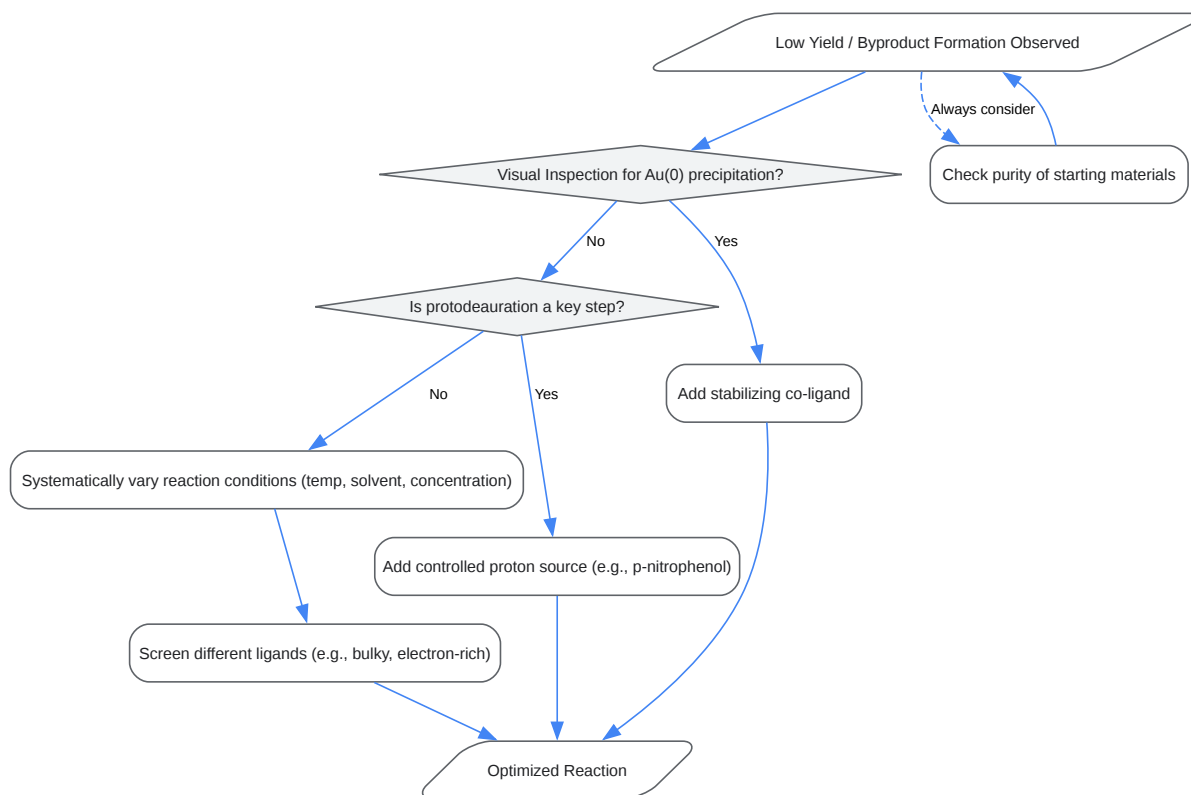 Low Yield / Byproduct Formation Observed
Always consider
Visual Inspection for Au(0) precipitation?
Check purity of starting materials
No
Yes
Is protodeauration a key step?
No
Yes
Add stabilizing co-ligand
Systematically vary reaction conditions (temp, solvent, concentration)
Add controlled proton source (e.g., p-nitrophenol)
Screen different ligands (e.g., bulky, electron-rich)
Optimized Reaction